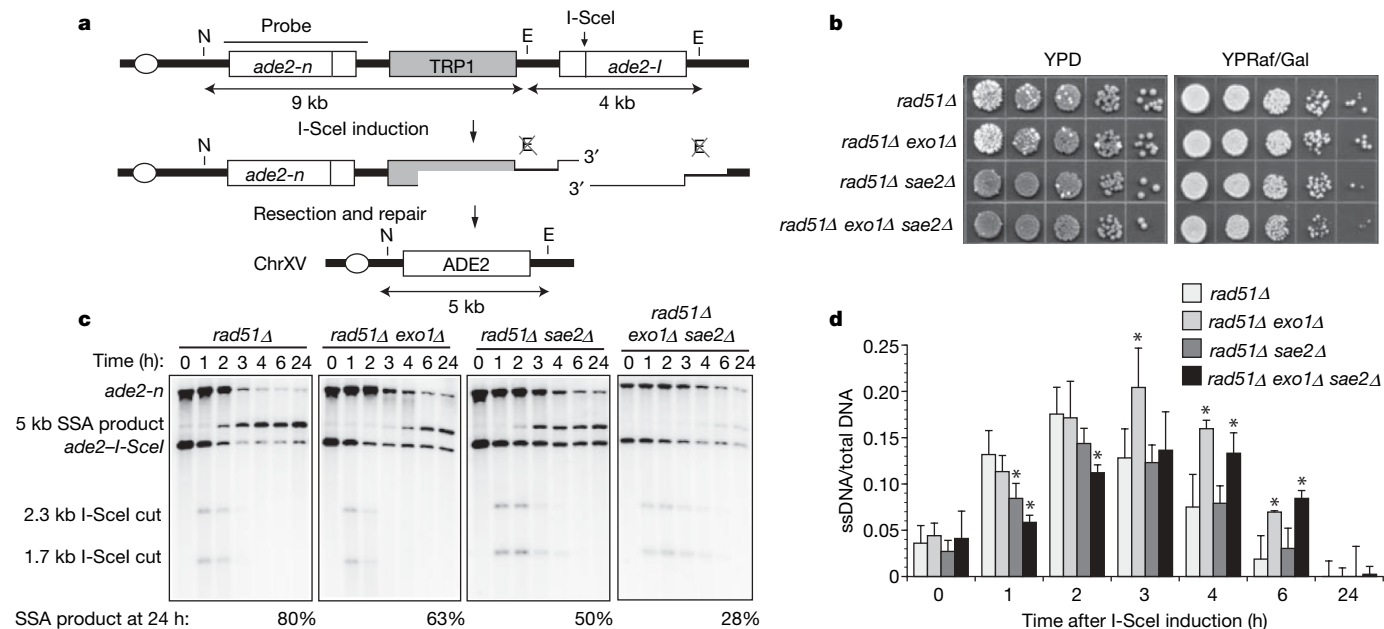 a
Probe
I-SceI
N
E
E
ade2-n
TRP1
ade2-I
9 kb
4 kb
I-SceI induction
N
E
E
ade2-n
3′
3′
Resection and repair
N
E
ChrXV
ADE2
5 kb
b
YPD
YPRaf/Gal
rad51Δ
rad51Δ exo1Δ
rad51Δ sae2Δ
rad51Δ exo1Δ sae2Δ
c
rad51Δ
rad51Δ exo1Δ
rad51Δ sae2Δ
rad51Δ
exo1Δ sae2Δ
Time (h): 0 1 2 3 4 6 24 0 1 2 3 4 6 24 0 1 2 3 4 6 24 0 1 2 3 4 6 24
ade2-n
5 kb SSA product
ade2–I-SceI
2.3 kb I-SceI cut
1.7 kb I-SceI cut
SSA product at 24 h: 80% 63% 50% 28%
d
rad51Δ
rad51Δ exo1Δ
rad51Δ sae2Δ
rad51Δ exo1Δ sae2Δ
ssDNA/total DNA
0.25
0.20
0.15
0.10
0.05
0
* * * * * * * *
0 1 2 3 4 6 24
Time after I-SceI induction (h)